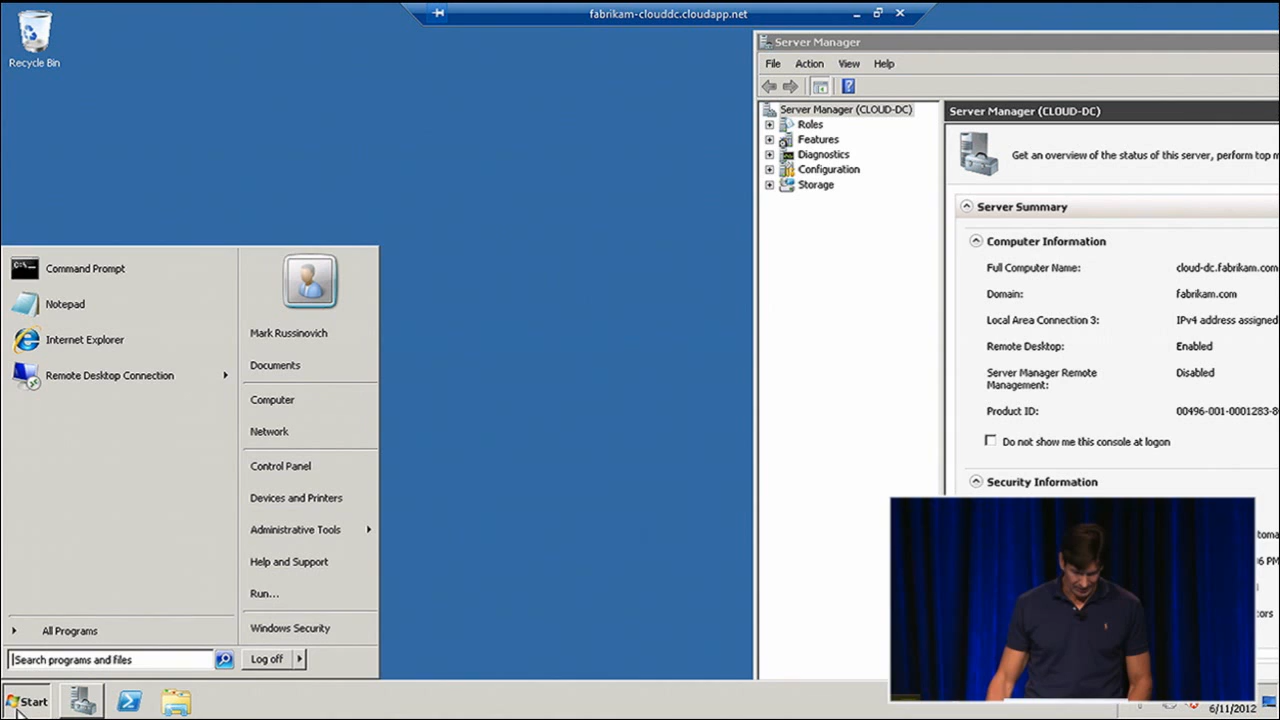 Recycle Bin
fabrikam-clouddc.cloudapp.net
Server Manager
File Action View Help
Server Manager (CLOUD-DC)
Roles
Features
Diagnostics
Configuration
Storage
Server Manager (CLOUD-DC)
Get an overview of the status of this server, perform top m
Server Summary
Computer Information
Full Computer Name: cloud-dc.fabrikam.com
Domain: fabrikam.com
Local Area Connection 3: IPv4 address assigned
Remote Desktop: Enabled
Server Manager Remote Disabled
Management:
Product ID: 00496-001-0001283-8
Do not show me this console at logon
Security Information
Command Prompt
Notepad
Internet Explorer
Remote Desktop Connection
All Programs
Search programs and files
Mark Russinovich
Documents
Computer
Network
Control Panel
Devices and Printers
Administrative Tools
Help and Support
Run...
Windows Security
Log off
Start
6/11/2012